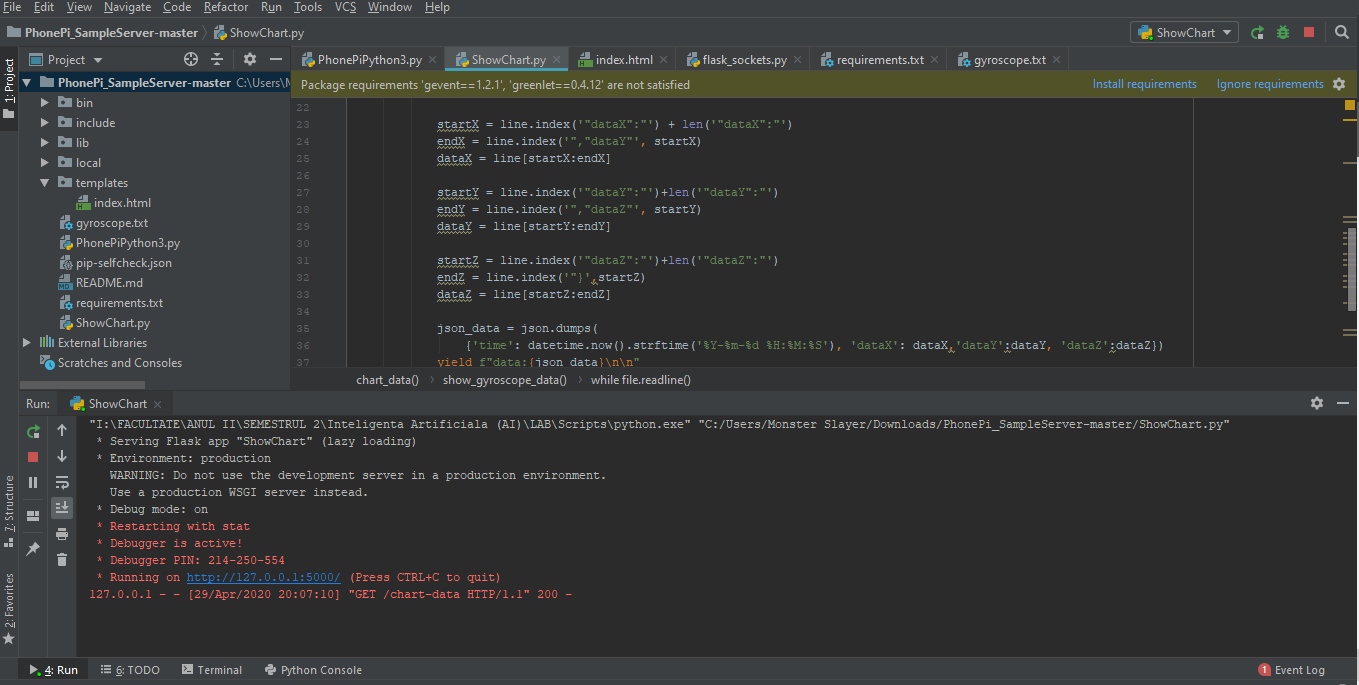 File Edit View Navigate Code Refactor Run Tools VCS Window Help
PhonePi_SampleServer-master ShowChart.py ShowChart
Project PhonePiPython3.py ShowChart.py index.html flask_sockets.py requirements.txt gyroscope.txt
1: Project
PhonePi_SampleServer-master C:\Users\M
Package requirements 'gevent==1.2.1', 'greenlet==0.4.12' are not satisfied Install requirements Ignore requirements
bin
include
lib
local
templates
index.html
gyroscope.txt
PhonePiPython3.py
pip-selfcheck.json
README.md
requirements.txt
ShowChart.py
External Libraries
Scratches and Consoles
22
23 startX = line.index('"dataX":"') + len('"dataX":"')
24 endX = line.index('","dataY"', startX)
25 dataX = line[startX:endX]
26
27 startY = line.index('"dataY":"')+len('"dataY":"')
28 endY = line.index('","dataZ"', startY)
29 dataY = line[startY:endY]
30
31 startZ = line.index('"dataZ":"')+len('"dataZ":"')
32 endZ = line.index('"}',startZ)
33 dataZ = line[startZ:endZ]
34
35 json_data = json.dumps(
36 {'time': datetime.now().strftime('%Y-%m-%d %H:%M:%S'), 'dataX': dataX,'dataY':dataY, 'dataZ':dataZ})
37 yield f"data:{json_data}\n\n"
chart_data() show_gyroscope_data() while file.readline()
Run: ShowChart
"I:\FACULTATE\ANUL II\SEMESTRUL 2\Inteligenta Artificiala (AI)\LAB\Scripts\python.exe" "C:/Users/Monster Slayer/Downloads/PhonePi_SampleServer-master/ShowChart.py"
* Serving Flask app "ShowChart" (lazy loading)
* Environment: production
WARNING: Do not use the development server in a production environment.
Use a production WSGI server instead.
* Debug mode: on
* Restarting with stat
* Debugger is active!
* Debugger PIN: 214-250-554
* Running on http://127.0.0.1:5000/ (Press CTRL+C to quit)
127.0.0.1 - - [29/Apr/2020 20:07:10] "GET /chart-data HTTP/1.1" 200 -
7: Structure
2: Favorites
4: Run 6: TODO Terminal Python Console 1 Event Log